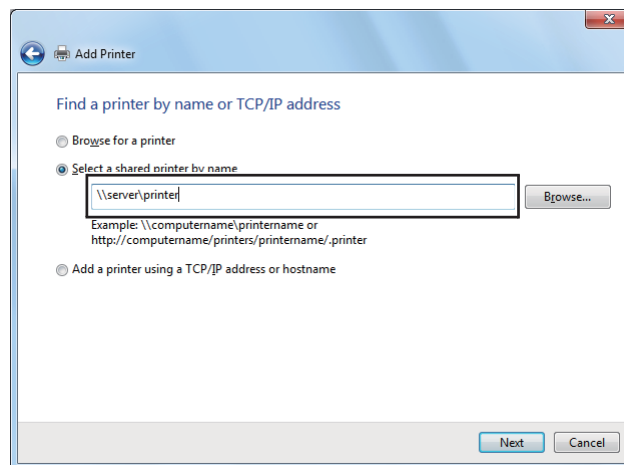 Add Printer
Find a printer by name or TCP/IP address
Browse for a printer
Select a shared printer by name
\\server\printer
Browse...
Example: \\computername\printername or
http://computername/printers/printername/.printer
Add a printer using a TCP/IP address or hostname
Next
Cancel